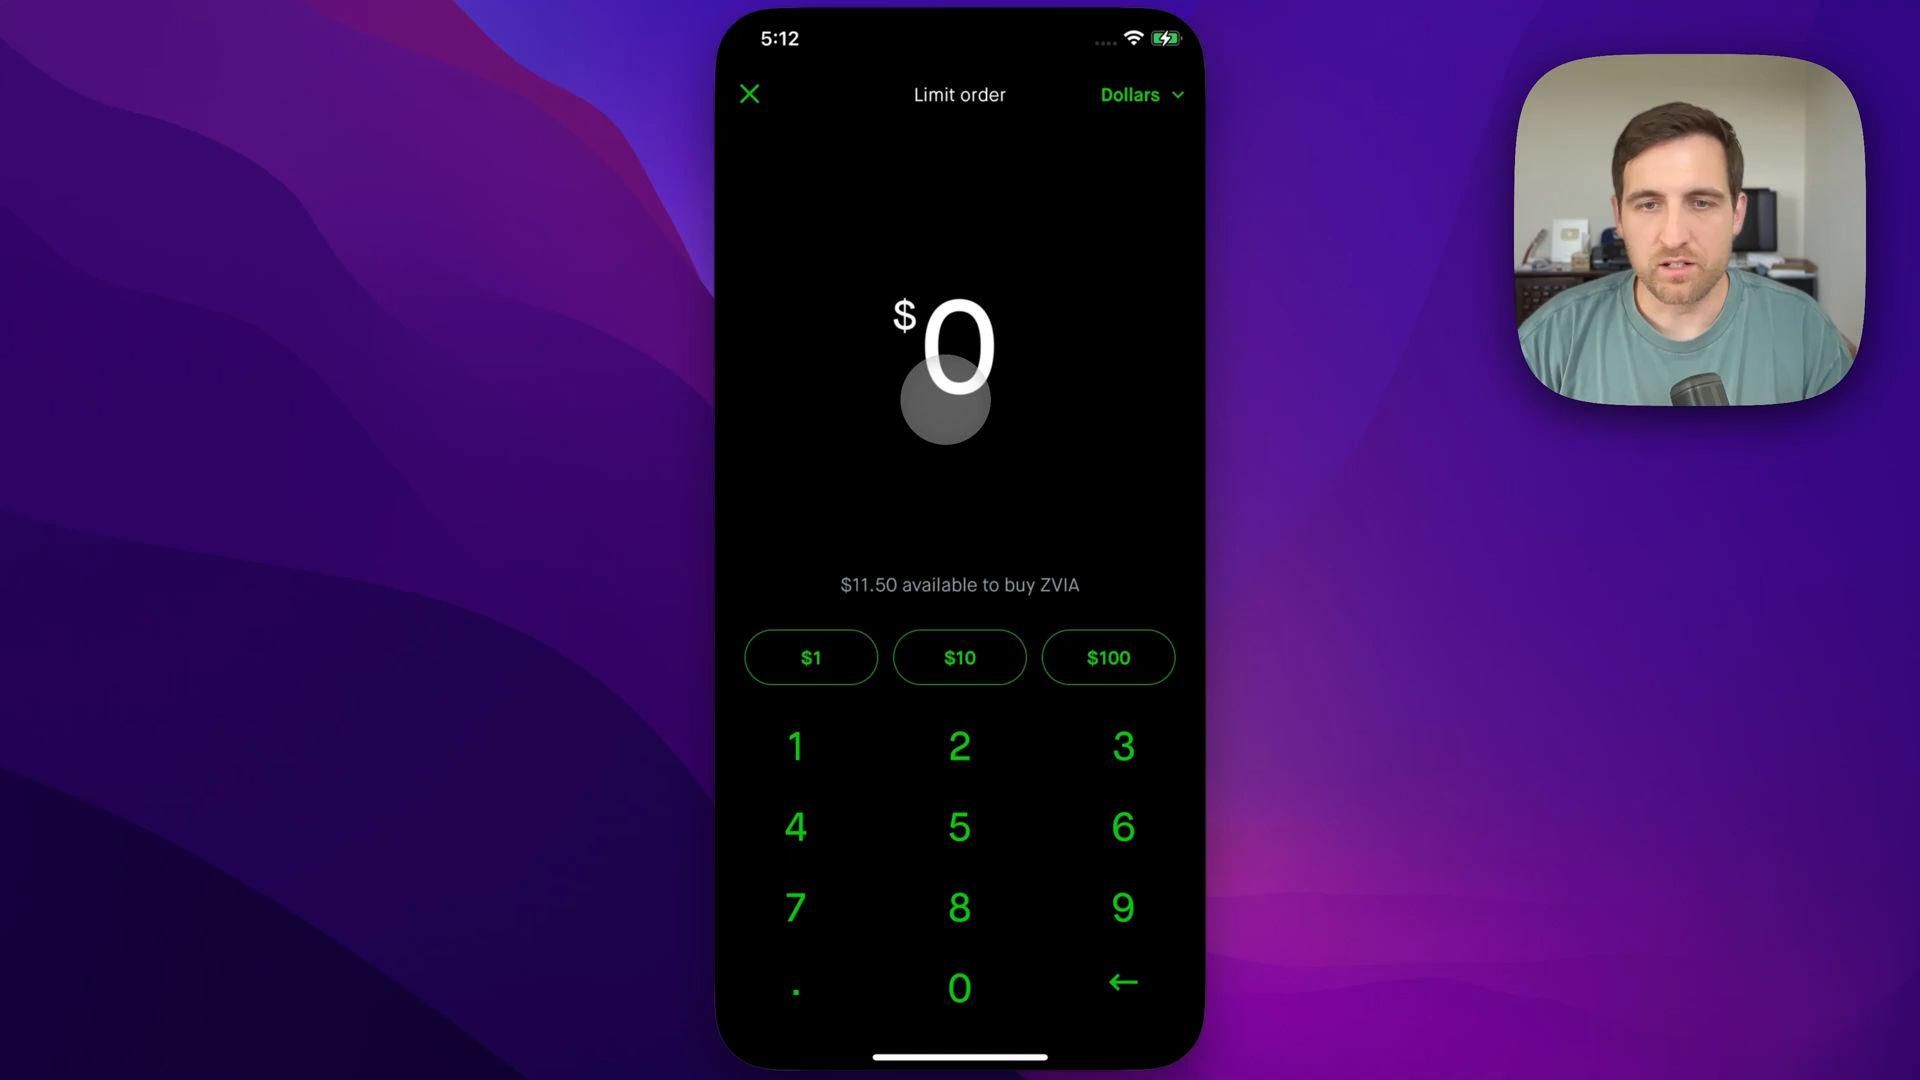 5:12
Limit order
Dollars
$0
$11.50 available to buy ZVIA
$1 $10 $100
1 2 3
4 5 6
7 8 9
. 0 ←